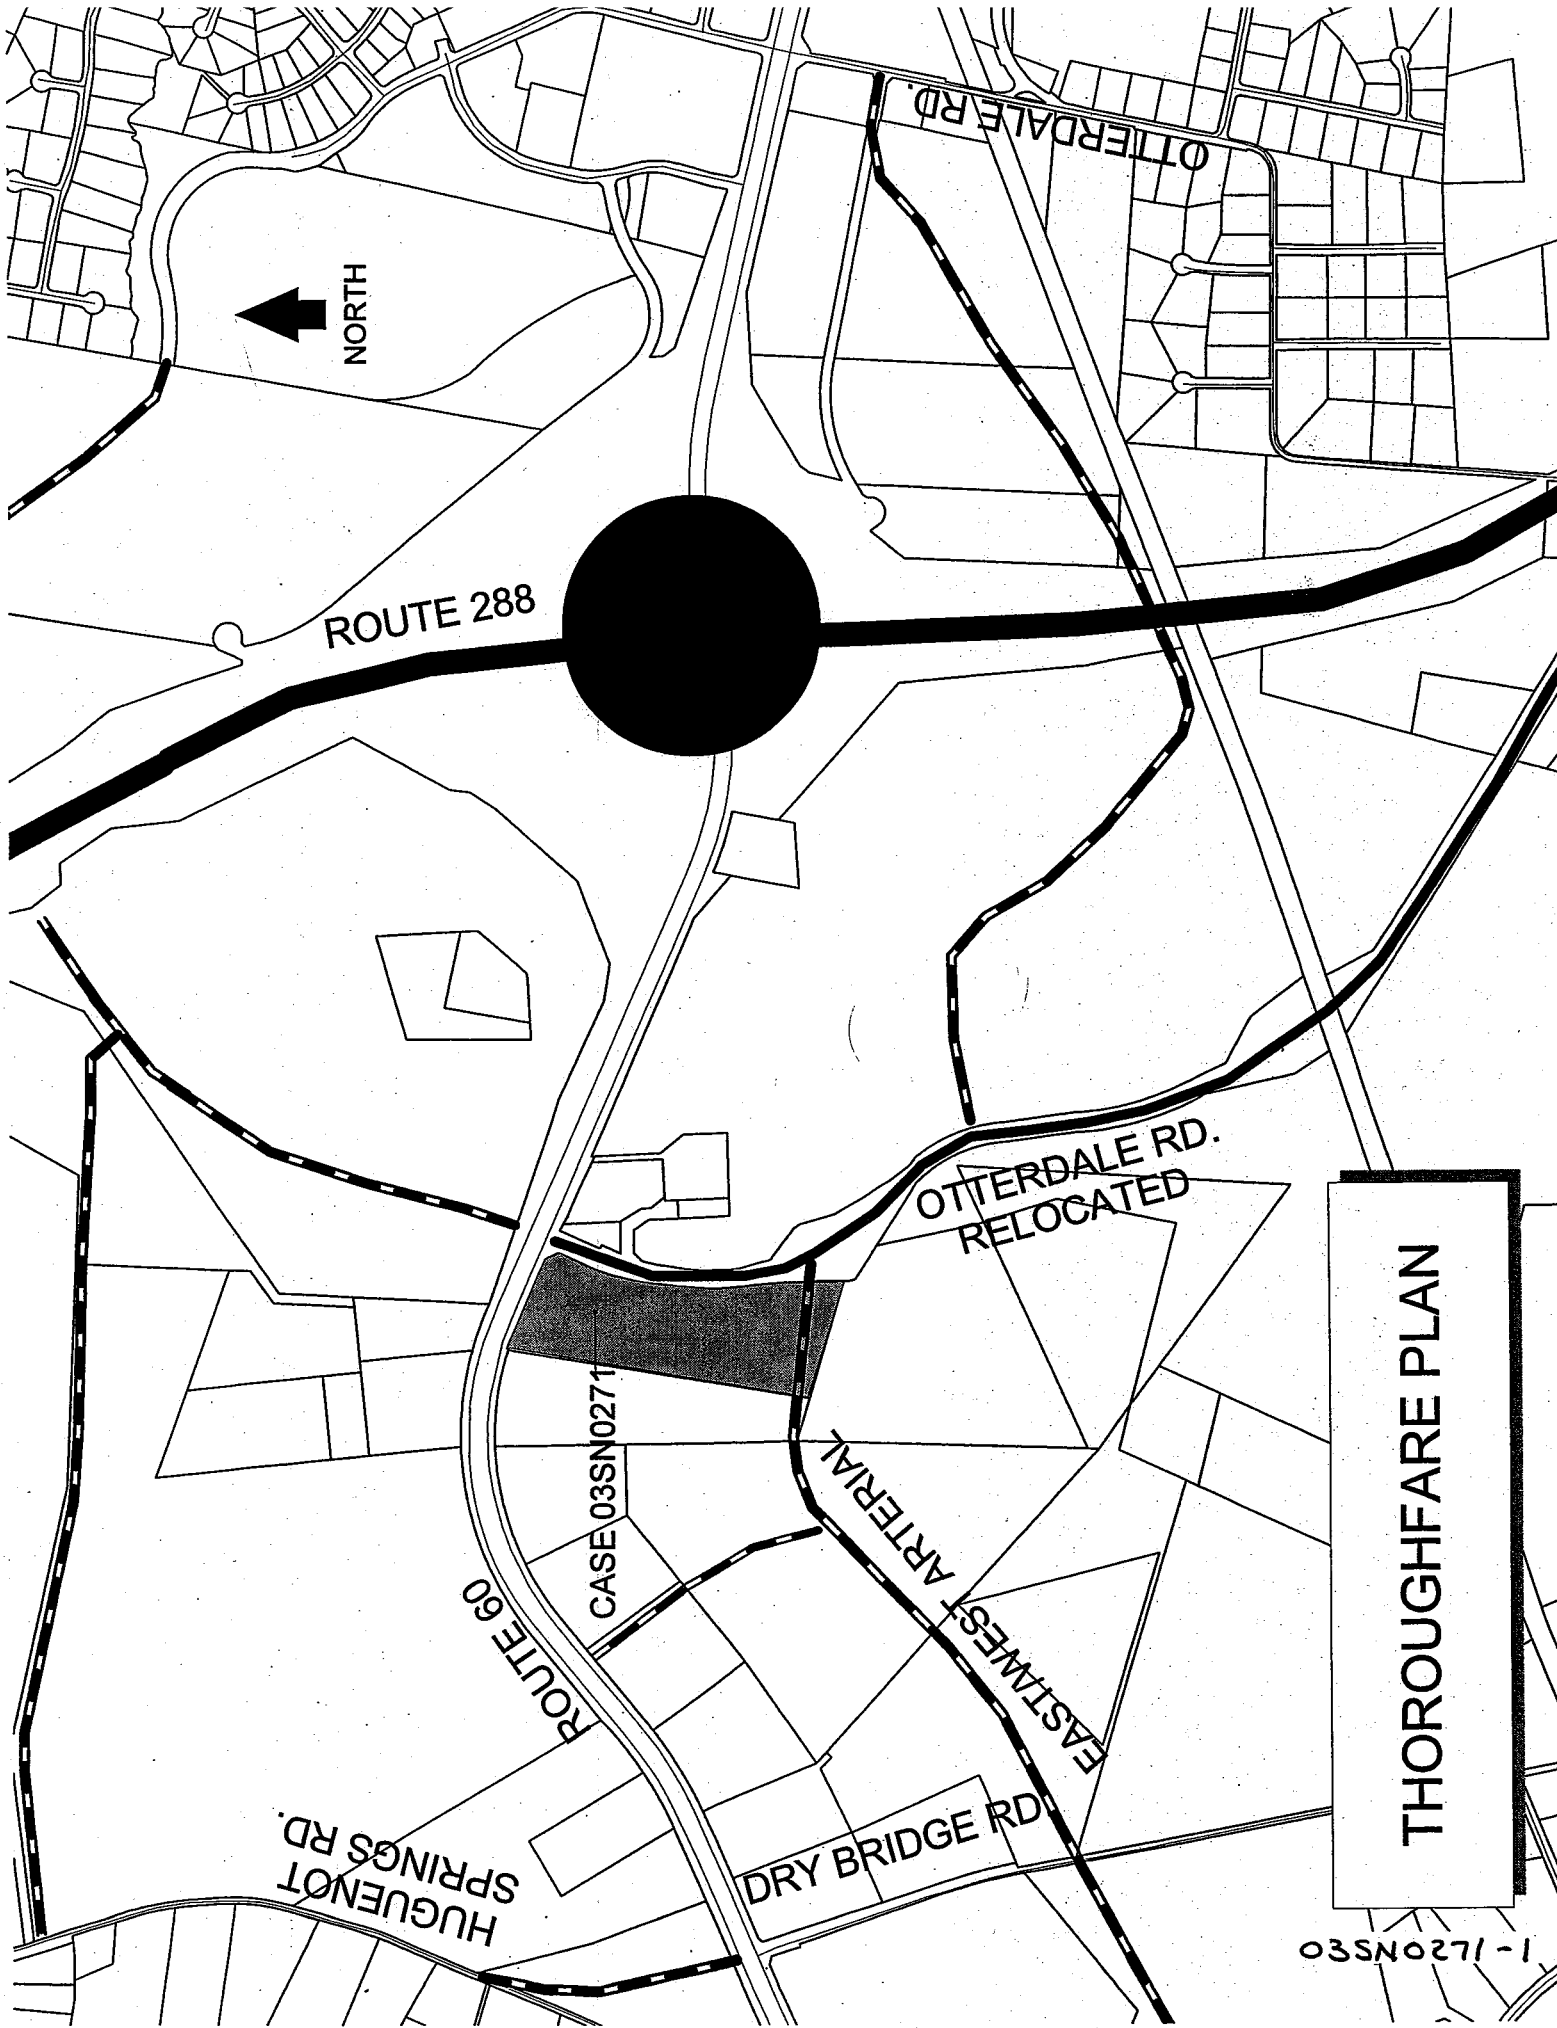 OTTERDALE RD.
NORTH
ROUTE 288
OTTERDALE RD.
RELOCATED
CASE 03SN0271
ROUTE 60
EAST/WEST ARTERIAL
DRY BRIDGE RD.
HUGUENOT
SPRINGS RD.
THOROUGHFARE PLAN
03SN0271-1